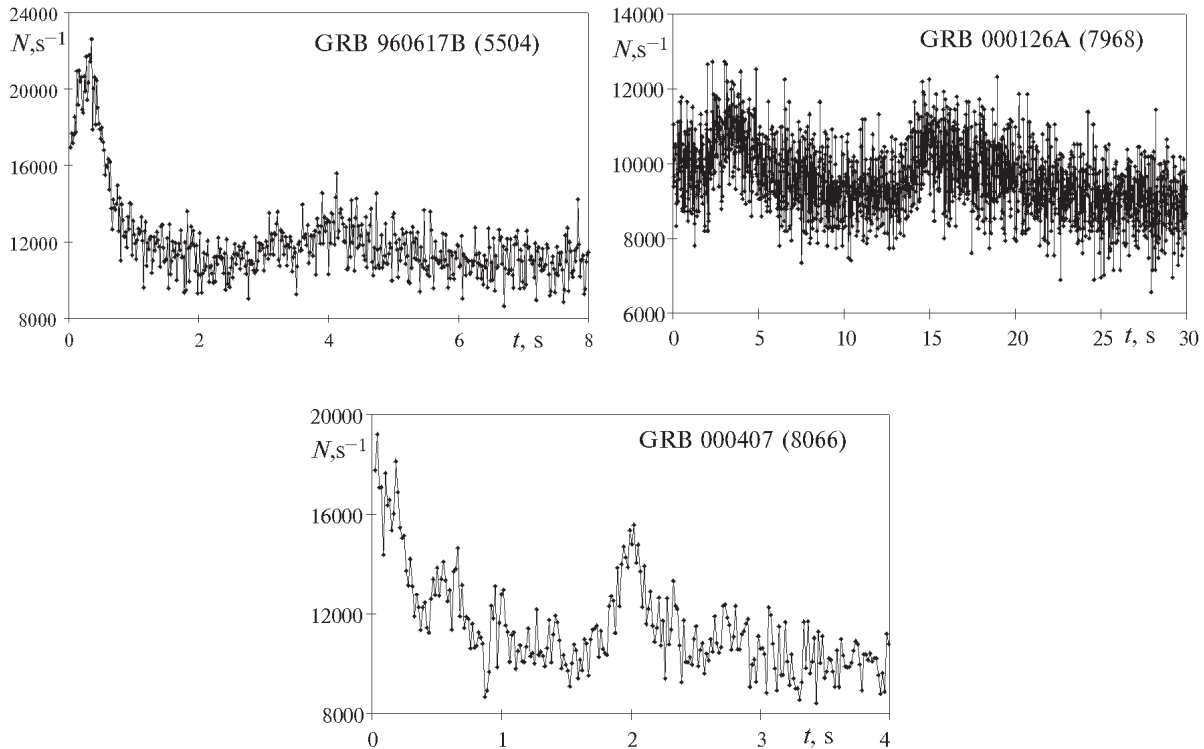 24000
N,s−1
GRB 960617B (5504)
20000
16000
12000
8000
0 2 4 6 t, s 8
14000
N,s−1
GRB 000126A (7968)
12000
10000
8000
6000
0 5 10 15 20 25 t, s 30
20000
N,s−1
GRB 000407 (8066)
16000
12000
8000
0 1 2 3 t, s 4